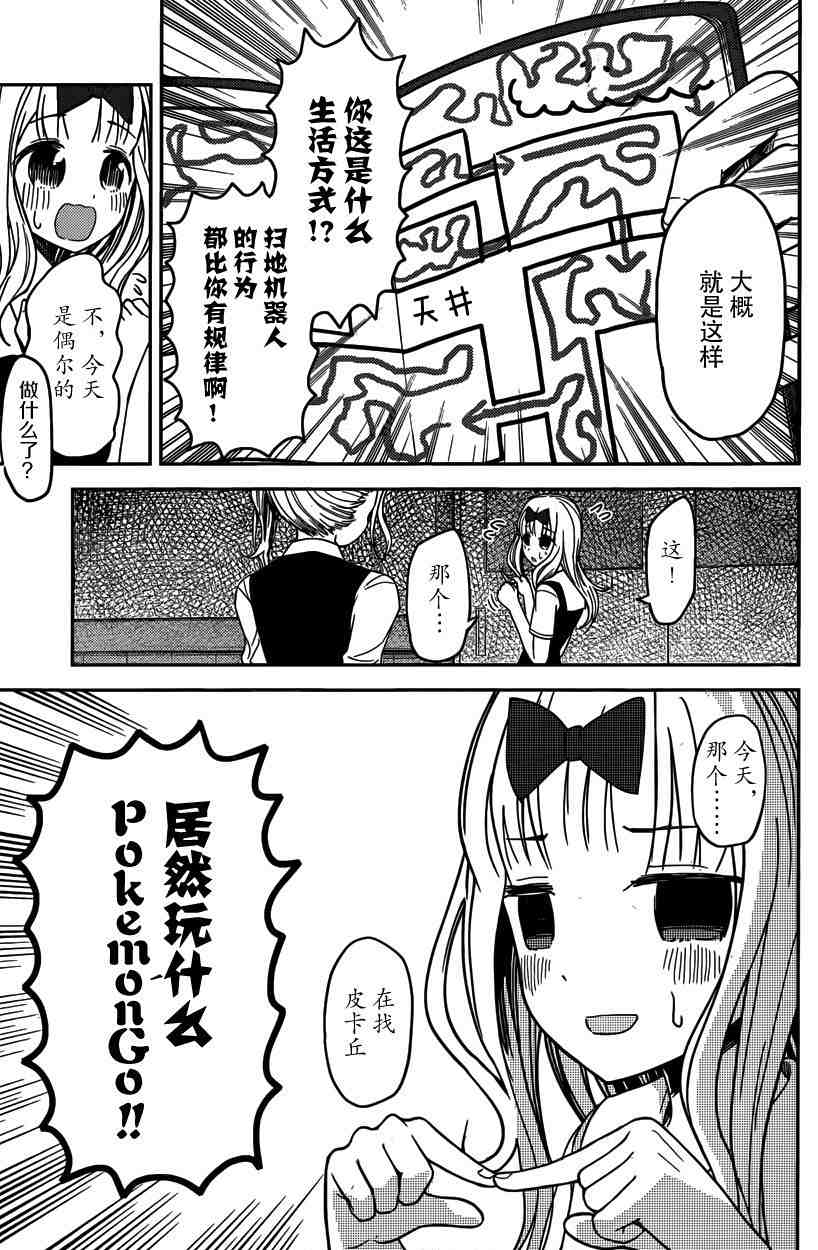 大概
就是这样
你这是什么
生活方式!?
扫地机器人
的行为
都比你有规律啊！
天井
不，今天
是偶尔的
做什么了？
这！
那个…
今天，
那个……
在找
皮卡丘
居然玩什么
PokemonGo!!